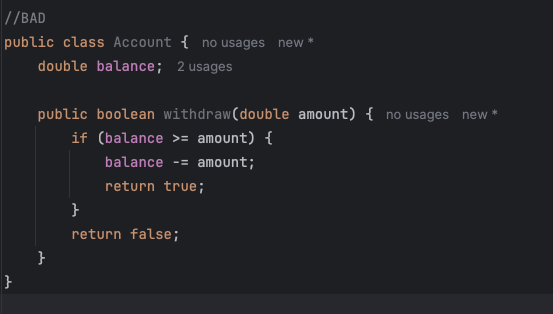 //BAD
public class Account { no usages new *
    double balance; 2 usages
    public boolean withdraw(double amount) { no usages new *
        if (balance >= amount) {
            balance -= amount;
            return true;
        }
        return false;
    }
}